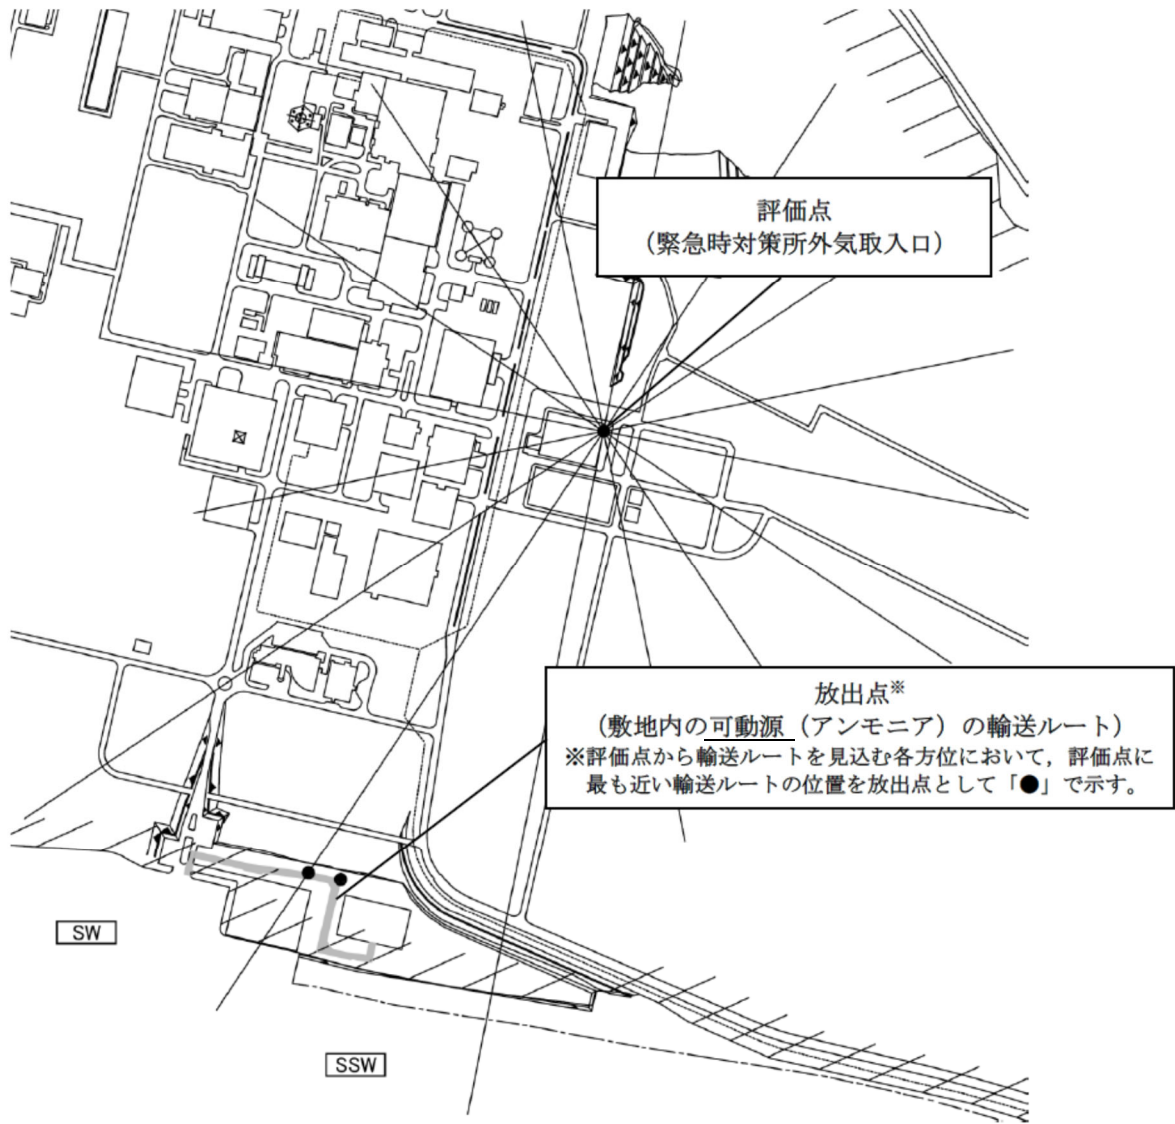 評価点
（緊急時対策所外気取入口）
放出点※
（敷地内の可動源（アンモニア）の輸送ルート）
※評価点から輸送ルートを見込む各方位において，評価点に
最も近い輸送ルートの位置を放出点として「●」で示す。
SW
SSW